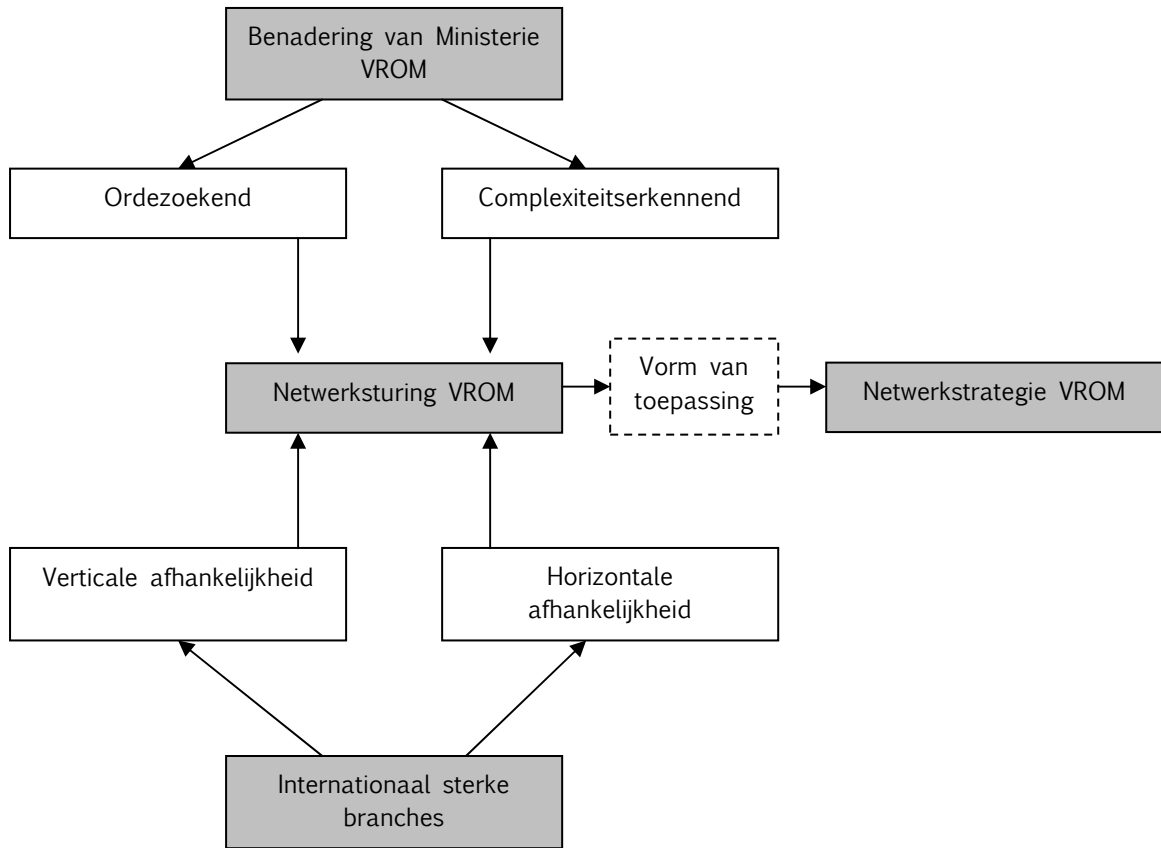 Benadering van Ministerie
VROM
Ordezoekend
Complexiteitserkennend
Netwerksturing VROM
Vorm van
toepassing
Netwerkstrategie VROM
Verticale afhankelijkheid
Horizontale
afhankelijkheid
Internationaal sterke
branches